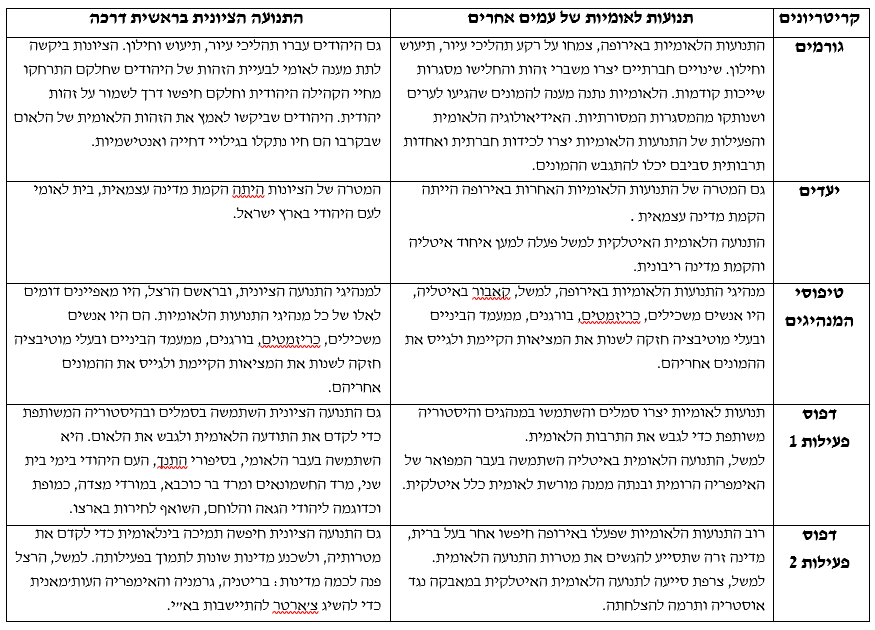 קריטריונים
תנועות לאומיות של עמים אחרים
התנועה הציונית בראשית דרכה
גורמים
התנועות הלאומיות באירופה, צמחו על רקע תהליכי עיור, תיעוש
וחילון. שינויים חברתיים יצרו משברי זהות והחלישו מסגרות
שייכות קודמות. הלאומיות נתנה מענה להמונים שהגיעו לערים
ושנותקו מהמסגרות המסורתיות. האידיאולוגיה הלאומית
והפעילות של התנועות הלאומיות יצרו לכידות חברתית ואחדות
תרבותית סביבם יכלו להתגבש ההמונים.
גם היהודים עברו תהליכי עיור, תיעוש וחילון. הציונות ביקשה
לתת מענה לאומי לבעיית הזהות של היהודים שחלקם התרחקו
מחיי הקהילה היהודית וחלקם חיפשו דרך לשמור על זהות
יהודית. היהודים שביקשו לאמץ את הזהות הלאומית של הלאום
שבקרבו הם חיו נתקלו בגילויי דחייה ואנטישמיות.
יעדים
גם המטרה של התנועות הלאומיות האחרות באירופה הייתה
הקמת מדינה עצמאית .
התנועה הלאומית האיטלקית למשל פעלה למען איחוד איטליה
והקמת מדינה ריבונית.
המטרה של הציונות היתה הקמת מדינה עצמאית, בית לאומי
לעם היהודי בארץ ישראל.
טיפוסי
המנהיגים
מנהיגי התנועות הלאומיות באירופה, למשל, קאבור באיטליה,
היו אנשים משכילים, כריזמטים, בורגנים, ממעמד הביניים
ובעלי מוטיבציה חזקה לשנות את המציאות הקיימת ולגייס את
ההמונים אחריהם.
למנהיגי התנועה הציונית, ובראשם הרצל, היו מאפיינים דומים
לאלו של כל מנהיגי התנועות הלאומיות. הם היו אנשים
משכילים, כריזמטים, בורגנים, ממעמד הביניים ובעלי מוטיבציה
חזקה לשנות את המציאות הקיימת ולגייס את ההמונים
אחריהם.
דפוס
פעילות 1
תנועות לאומיות יצרו סמלים והשתמשו במנהגים והיסטוריה
משותפת כדי לגבש את התרבות הלאומית.
למשל, התנועה הלאומית באיטליה השתמשה בעבר המפואר של
האימפריה הרומית ובנתה ממנה מורשת לאומית כלל איטלקית.
גם התנועה הציונית השתמשה בסמלים ובהיסטוריה המשותפת
כדי לקדם את התודעה הלאומית ולגבש את הלאום. היא
השתמשה בעבר הלאומי, בסיפורי התנך, העם היהודי בימי בית
שני, מרד החשמונאים ומרד בר כוכבא, במורדי מצדה, כמופת
וכדוגמה ליהודי הגאה והלוחם, השואף לחירות בארצו.
דפוס
פעילות 2
רוב התנועות הלאומיות שפעלו באירופה חיפשו אחר בעל ברית,
מדינה זרה שתסייע להגשים את מטרות התנועה הלאומית.
למשל, צרפת סייעה לתנועה הלאומית האיטלקית במאבקה נגד
אוסטריה ותרמה להצלחתה.
גם התנועה הציונית חיפשה תמיכה בינלאומית כדי לקדם את
מטרותיה, ולשכנע מדינות שונות לתמוך בפעילותה. למשל, הרצל
פנה לכמה מדינות: בריטניה, גרמניה והאימפריה העות'מאנית
כדי להשיג צ'ארטר להתיישבות בא"י.